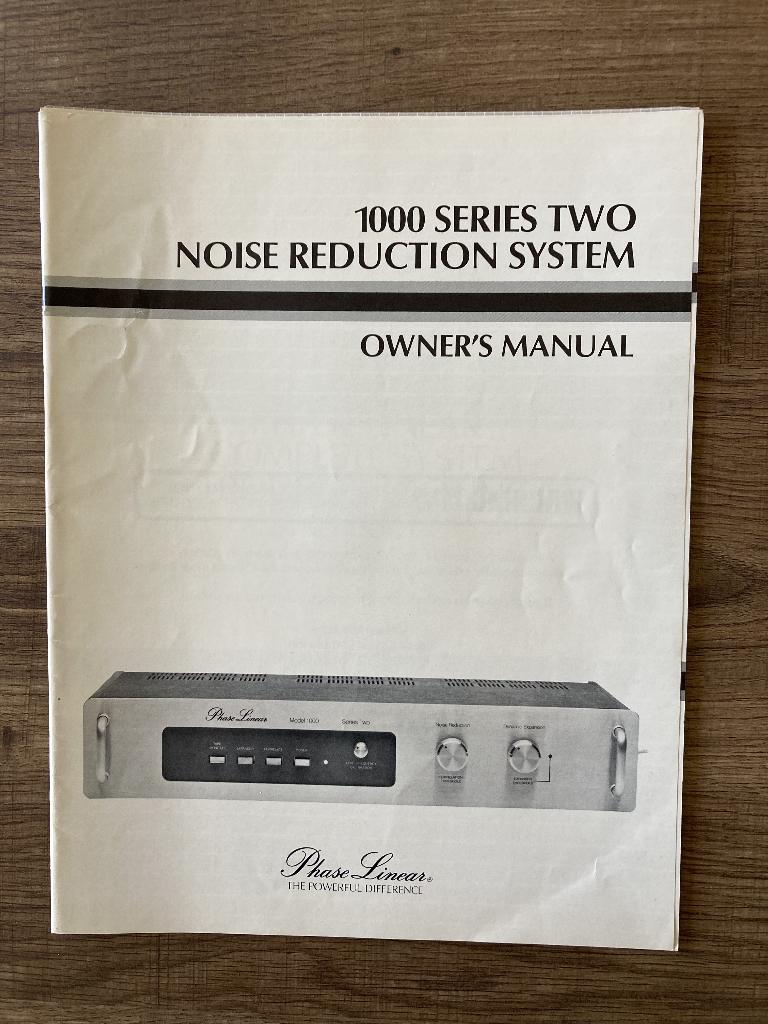 1000 SERIES TWO
NOISE REDUCTION SYSTEM
OWNER'S MANUAL
Phase Linear Model 1000 Series Two
Noise Reduction Dynamic Expansion
Phase Linear®
THE POWERFUL DIFFERENCE